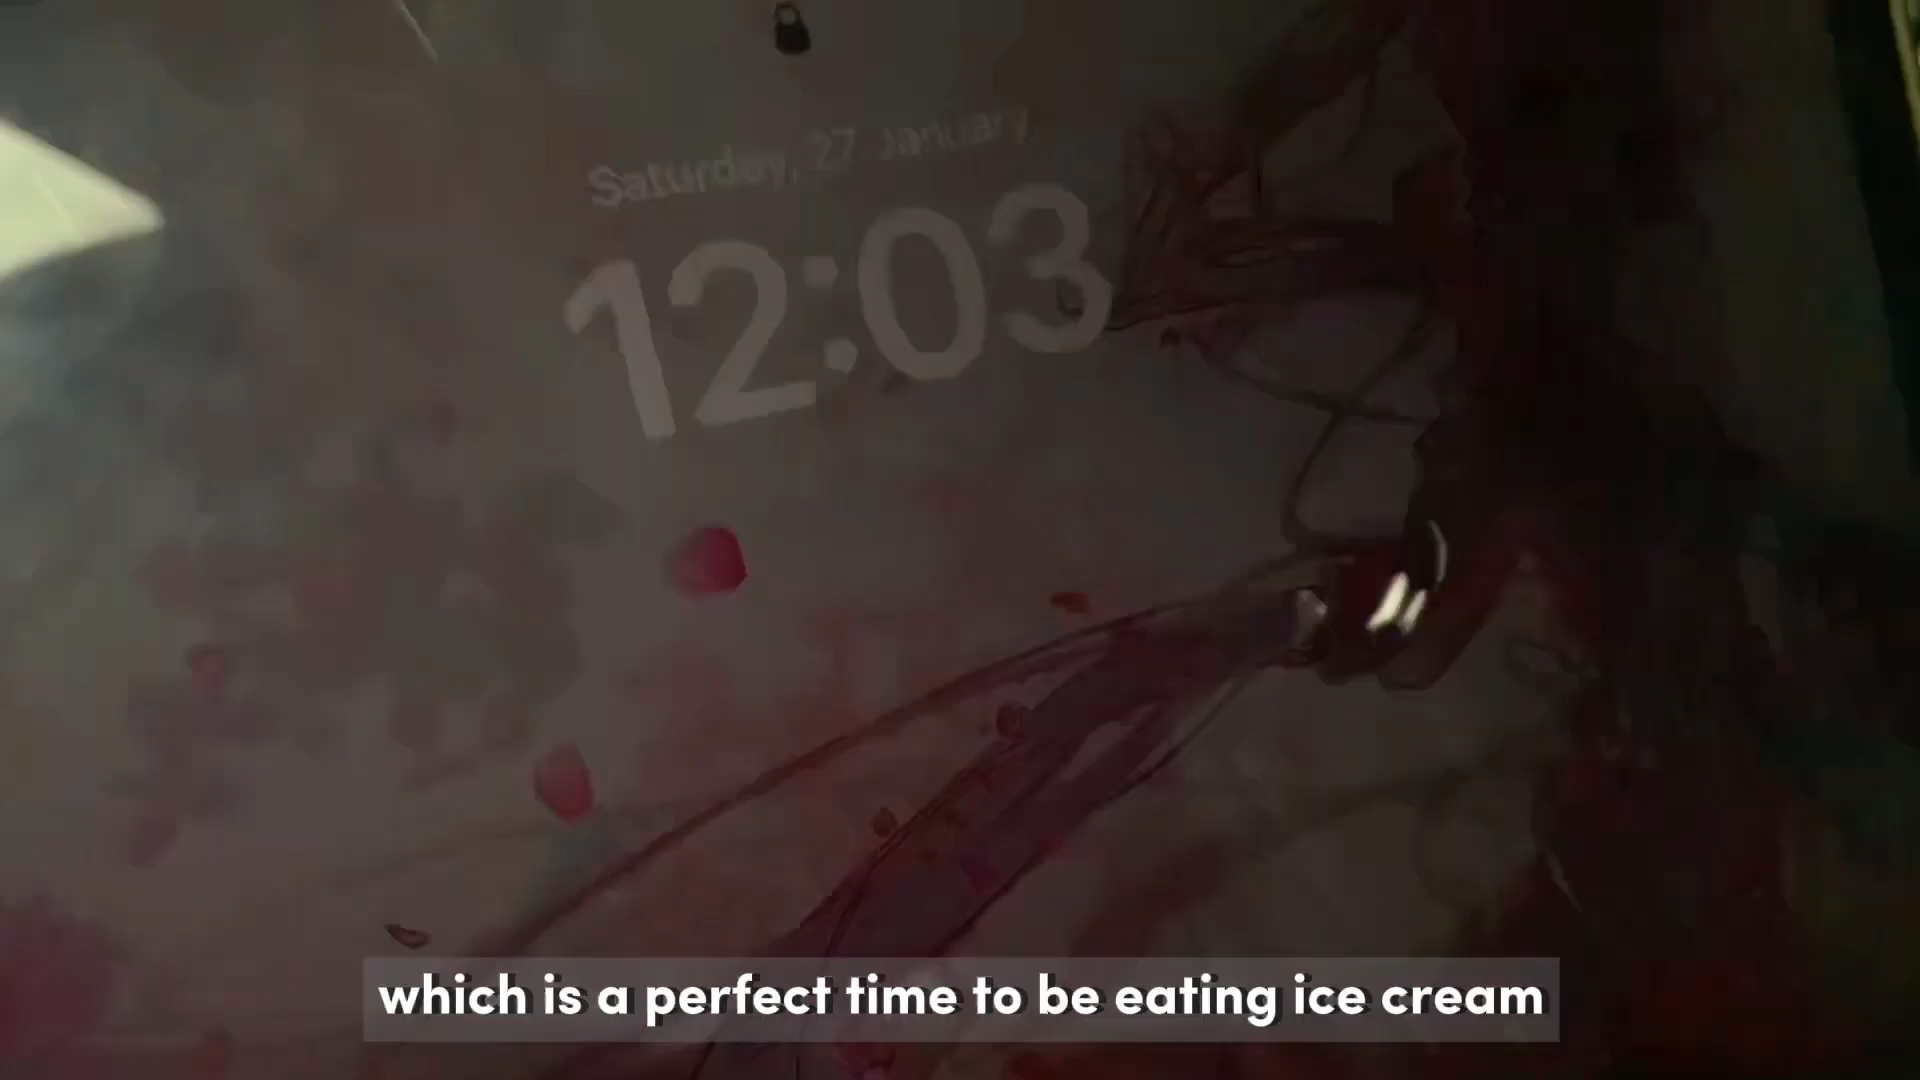 Saturday, 27 January
12:03
which is a perfect time to be eating ice cream